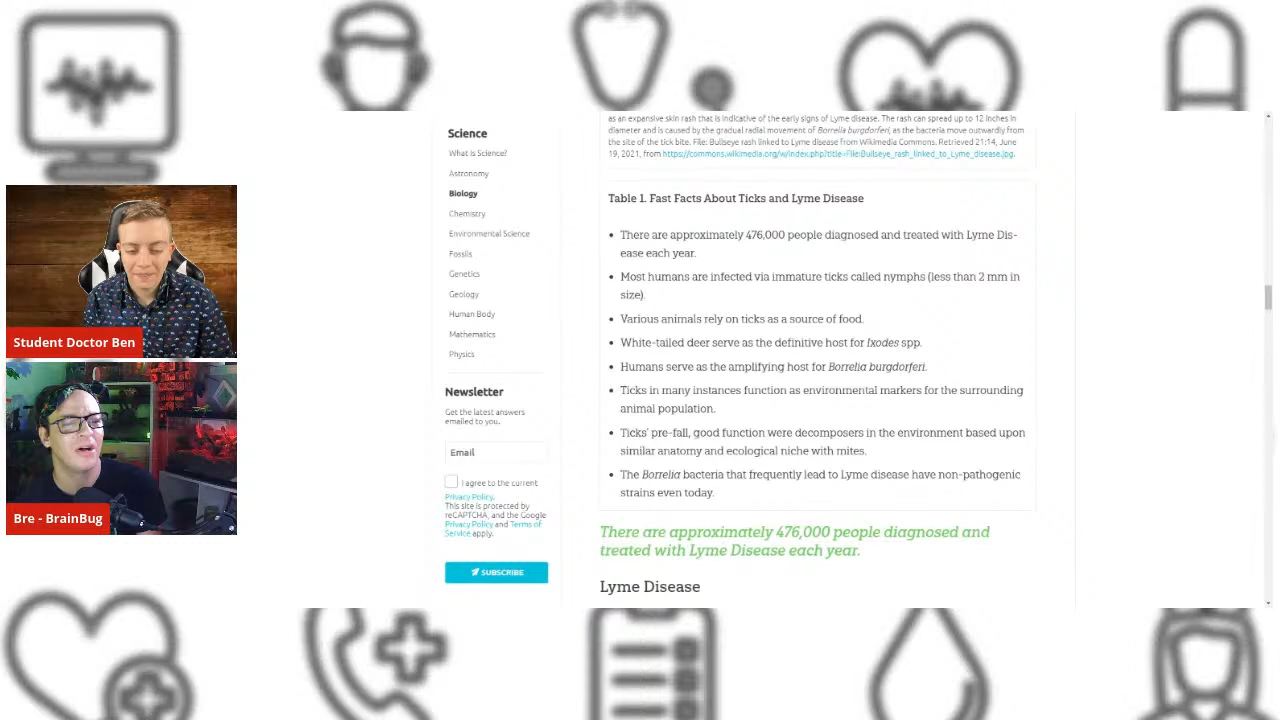 as an expansive skin rash that is indicative of the early signs of Lyme disease. The rash can spread up to 12 inches in
diameter and is caused by the gradual radial movement of Borrelia burgdorferi, as the bacteria move outwardly from
the site of the tick bite. File: Bullseye rash linked to Lyme disease from Wikimedia Commons. Retrieved 21:14, June
19, 2021, from https://commons.wikimedia.org/w/index.php?title=File:Bullseye_rash_linked_to_Lyme_disease.jpg.
Table 1. Fast Facts About Ticks and Lyme Disease
• There are approximately 476,000 people diagnosed and treated with Lyme Dis-
ease each year.
• Most humans are infected via immature ticks called nymphs (less than 2 mm in
size).
• Various animals rely on ticks as a source of food.
• White-tailed deer serve as the definitive host for Ixodes spp.
• Humans serve as the amplifying host for Borrelia burgdorferi.
• Ticks in many instances function as environmental markers for the surrounding
animal population.
• Ticks' pre-fall, good function were decomposers in the environment based upon
similar anatomy and ecological niche with mites.
• The Borrelia bacteria that frequently lead to Lyme disease have non-pathogenic
strains even today.
There are approximately 476,000 people diagnosed and
treated with Lyme Disease each year.
Lyme Disease
Science
What Is Science?
Astronomy
Biology
Chemistry
Environmental Science
Fossils
Genetics
Geology
Human Body
Mathematics
Physics
Newsletter
Get the latest answers
emailed to you.
Email
I agree to the current
Privacy Policy.
This site is protected by
reCAPTCHA, and the Google
Privacy Policy and Terms of
Service apply.
SUBSCRIBE
Student Doctor Ben
Bre - BrainBug